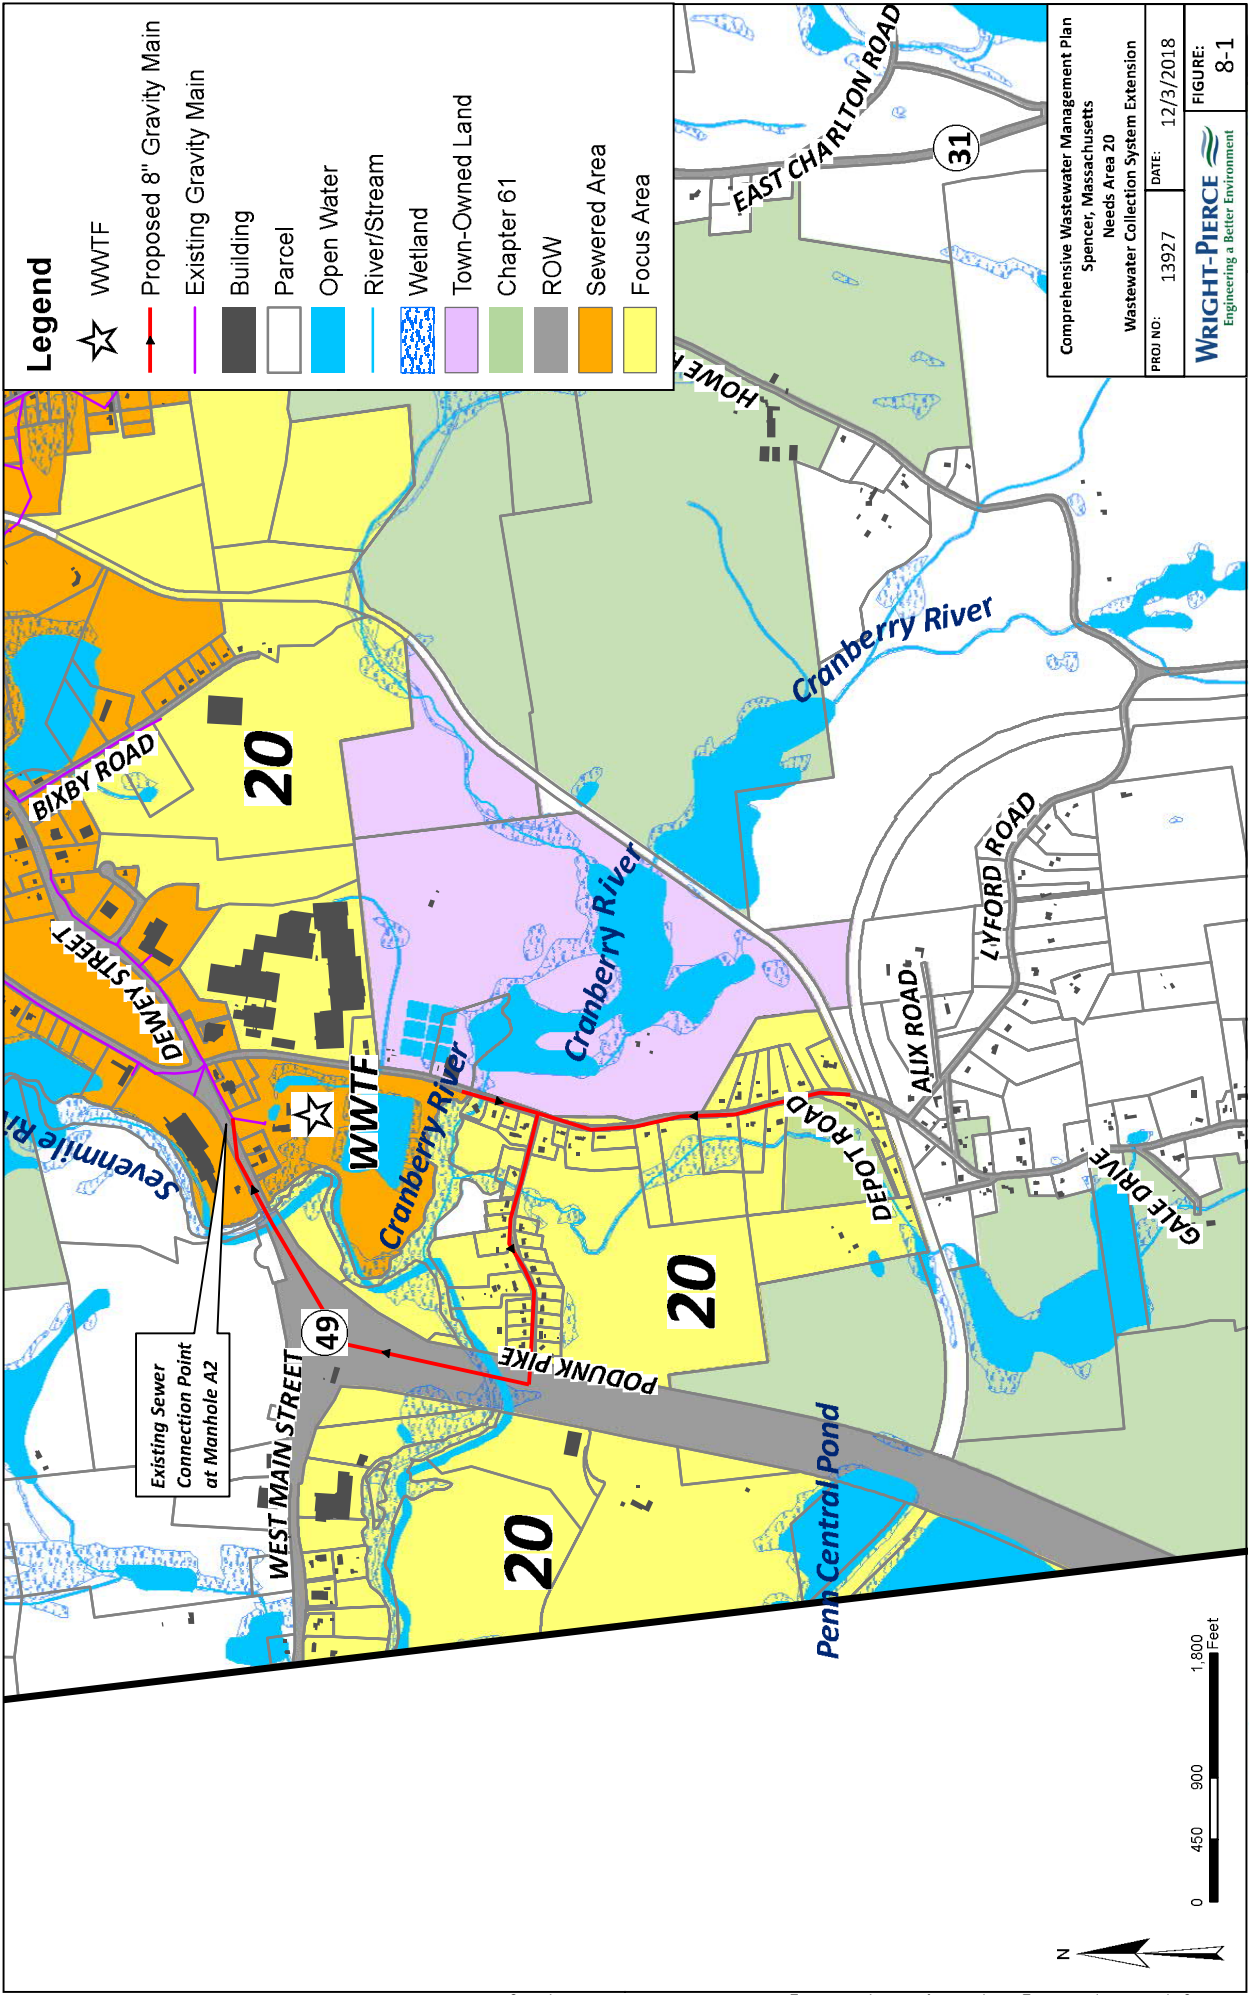 Legend
WWTF
Proposed 8" Gravity Main
Existing Gravity Main
Building
Parcel
Open Water
River/Stream
Wetland
Town-Owned Land
Chapter 61
ROW
Sewered Area
Focus Area
Sevenmile
DEWEY STREET
BIXBY ROAD
20
Existing Sewer
Connection Point
at Manhole A2
WEST MAIN STREET
49
WWTF
Cranberry River
Cranberry River
Cranberry River
Cranberry River
PODUNK PIKE
20
20
DEPOT ROAD
Penn Central Pond
ALIX ROAD
LYFORD ROAD
GALE DRIVE
HOWE
EAST CHARLTON ROAD
31
N
0 450 900 1,800
Feet
Comprehensive Wastewater Management Plan
Spencer, Massachusetts
Needs Area 20
Wastewater Collection System Extension
PROJ NO: 13927
DATE: 12/3/2018
WRIGHT-PIERCE
Engineering a Better Environment
FIGURE:
8-1